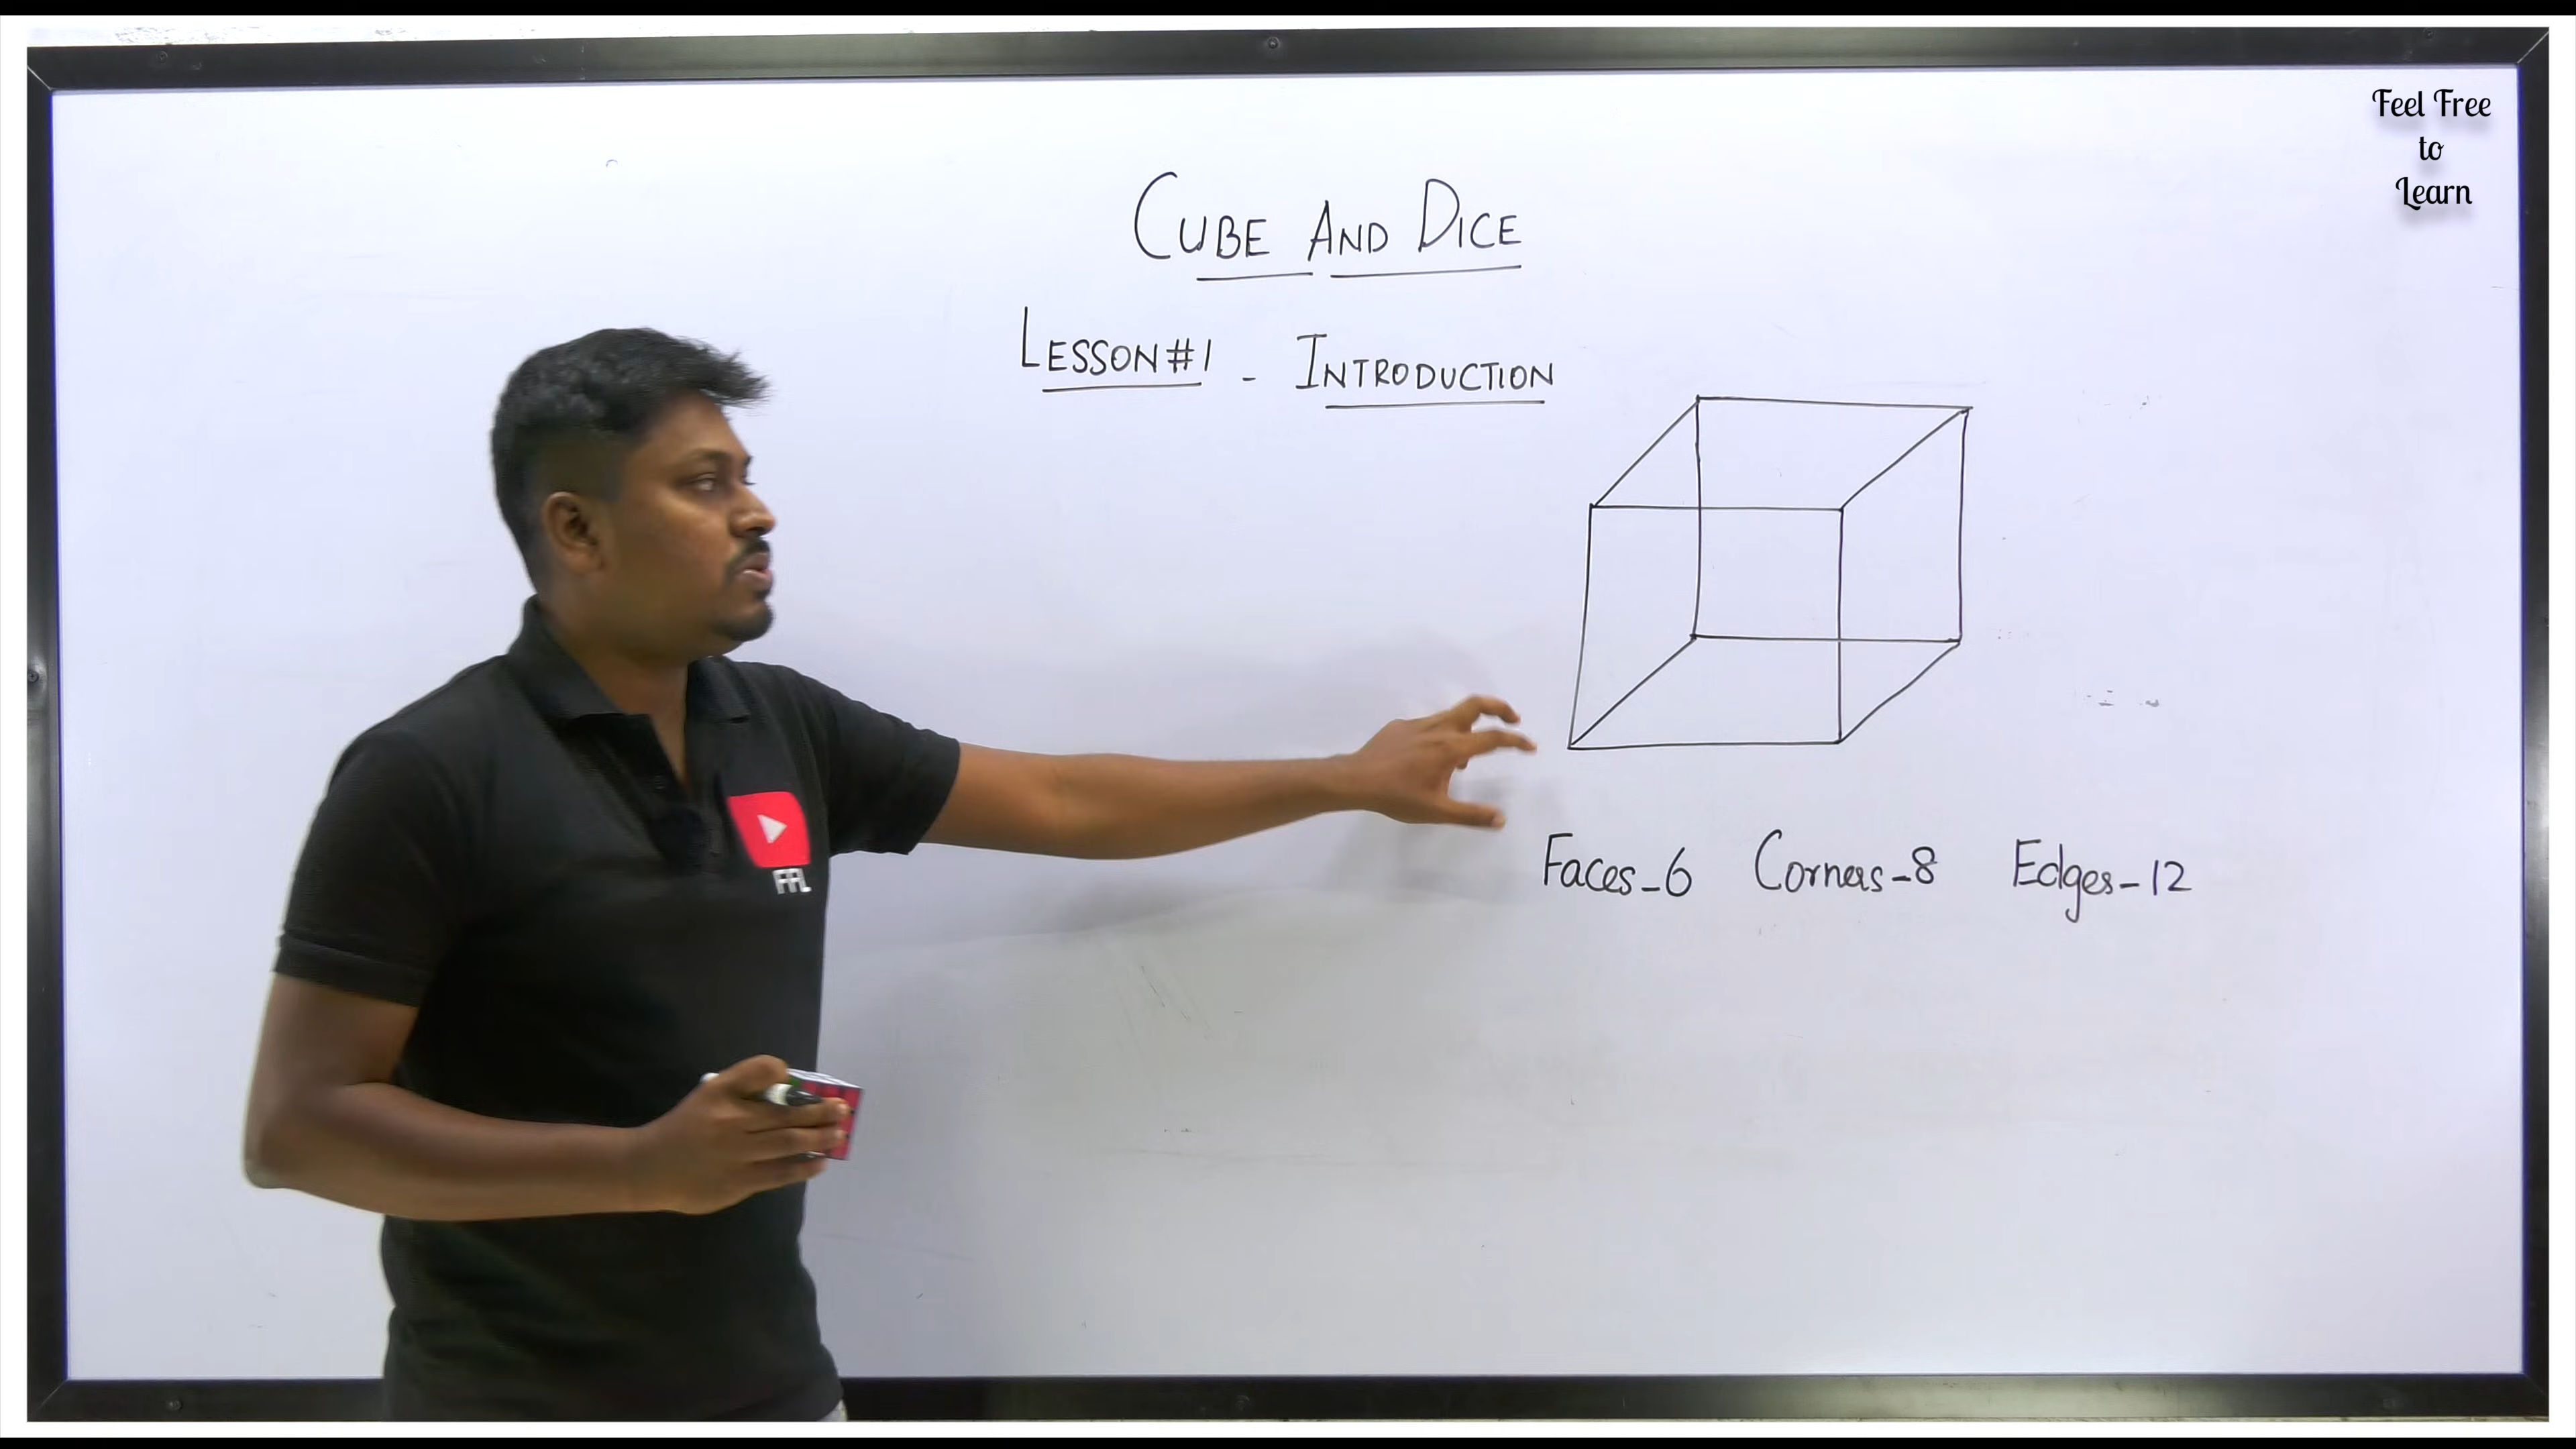 Feel Free
to
Learn
CUBE AND DICE
LESSON#1 - INTRODUCTION
Faces-6 Corners-8 Edges-12
FFL